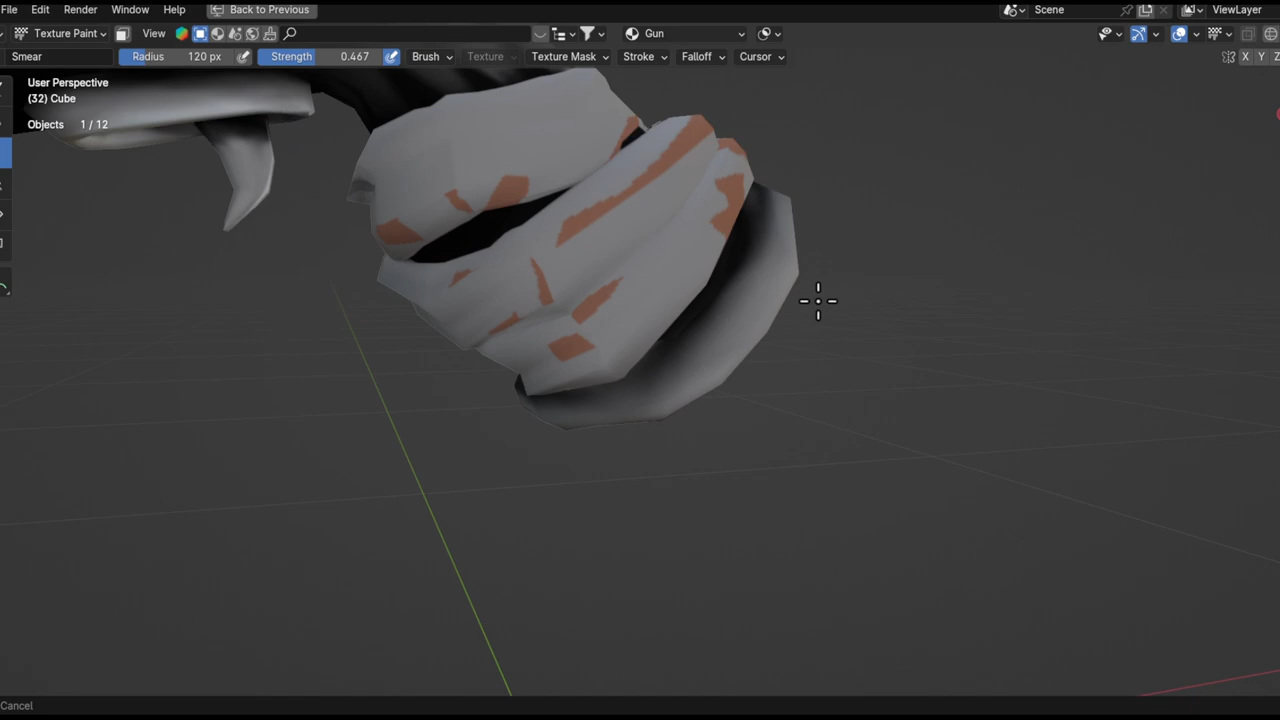 File Edit Render Window Help Back to Previous Scene ViewLayer
Texture Paint View Gun
Smear Radius 120 px Strength 0.467 Brush Texture Texture Mask Stroke Falloff Cursor X Y Z
User Perspective
(32) Cube
Objects 1 / 12
Cancel